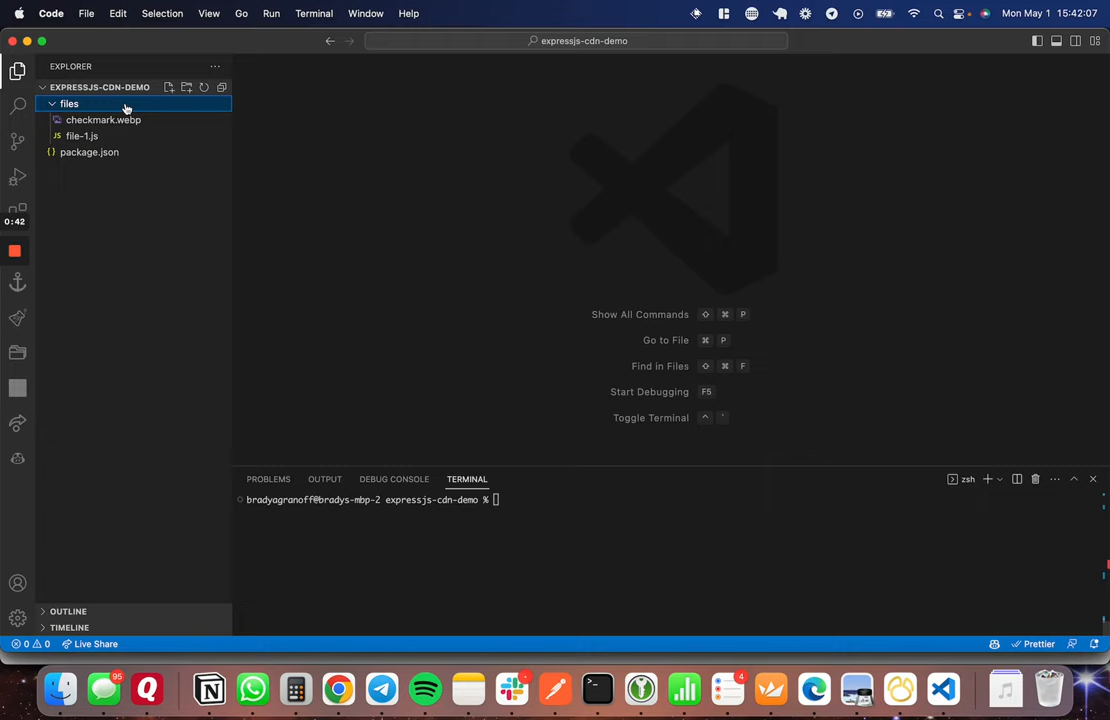 Code File Edit Selection View Go Run Terminal Window Help Mon May 1 15:42:07
expressjs-cdn-demo
EXPLORER
EXPRESSJS-CDN-DEMO
files
checkmark.webp
JS file-1.js
{} package.json
0:42
Show All Commands ⇧ ⌘ P
Go to File ⌘ P
Find in Files ⇧ ⌘ F
Start Debugging F5
Toggle Terminal ^ `
PROBLEMS OUTPUT DEBUG CONSOLE TERMINAL zsh
bradyagranoff@bradys-mbp-2 expressjs-cdn-demo %
OUTLINE
TIMELINE
0 0 Live Share Prettier
95 4